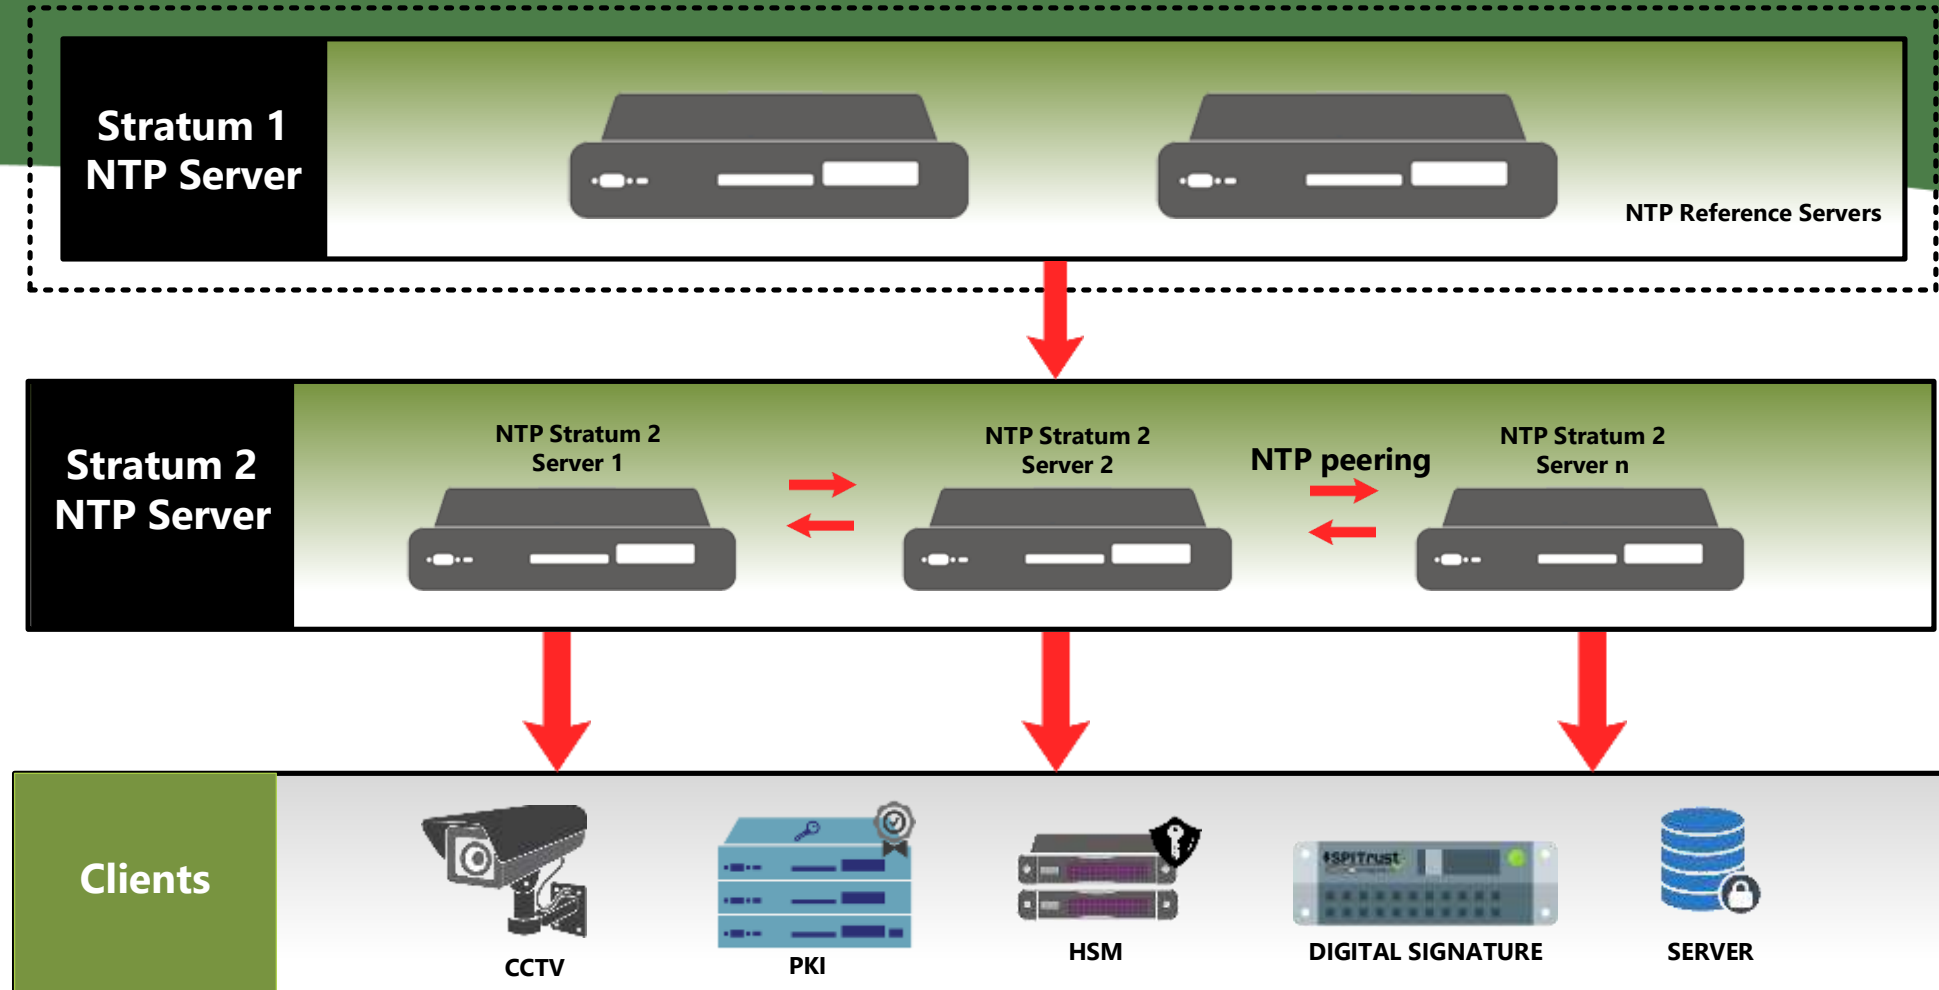 Stratum 1
NTP Server
NTP Reference Servers
Stratum 2
NTP Server
NTP Stratum 2
Server 1
NTP Stratum 2
Server 2
NTP peering
NTP Stratum 2
Server n
Clients
CCTV
PKI
HSM
SPITrust
DIGITAL SIGNATURE
SERVER